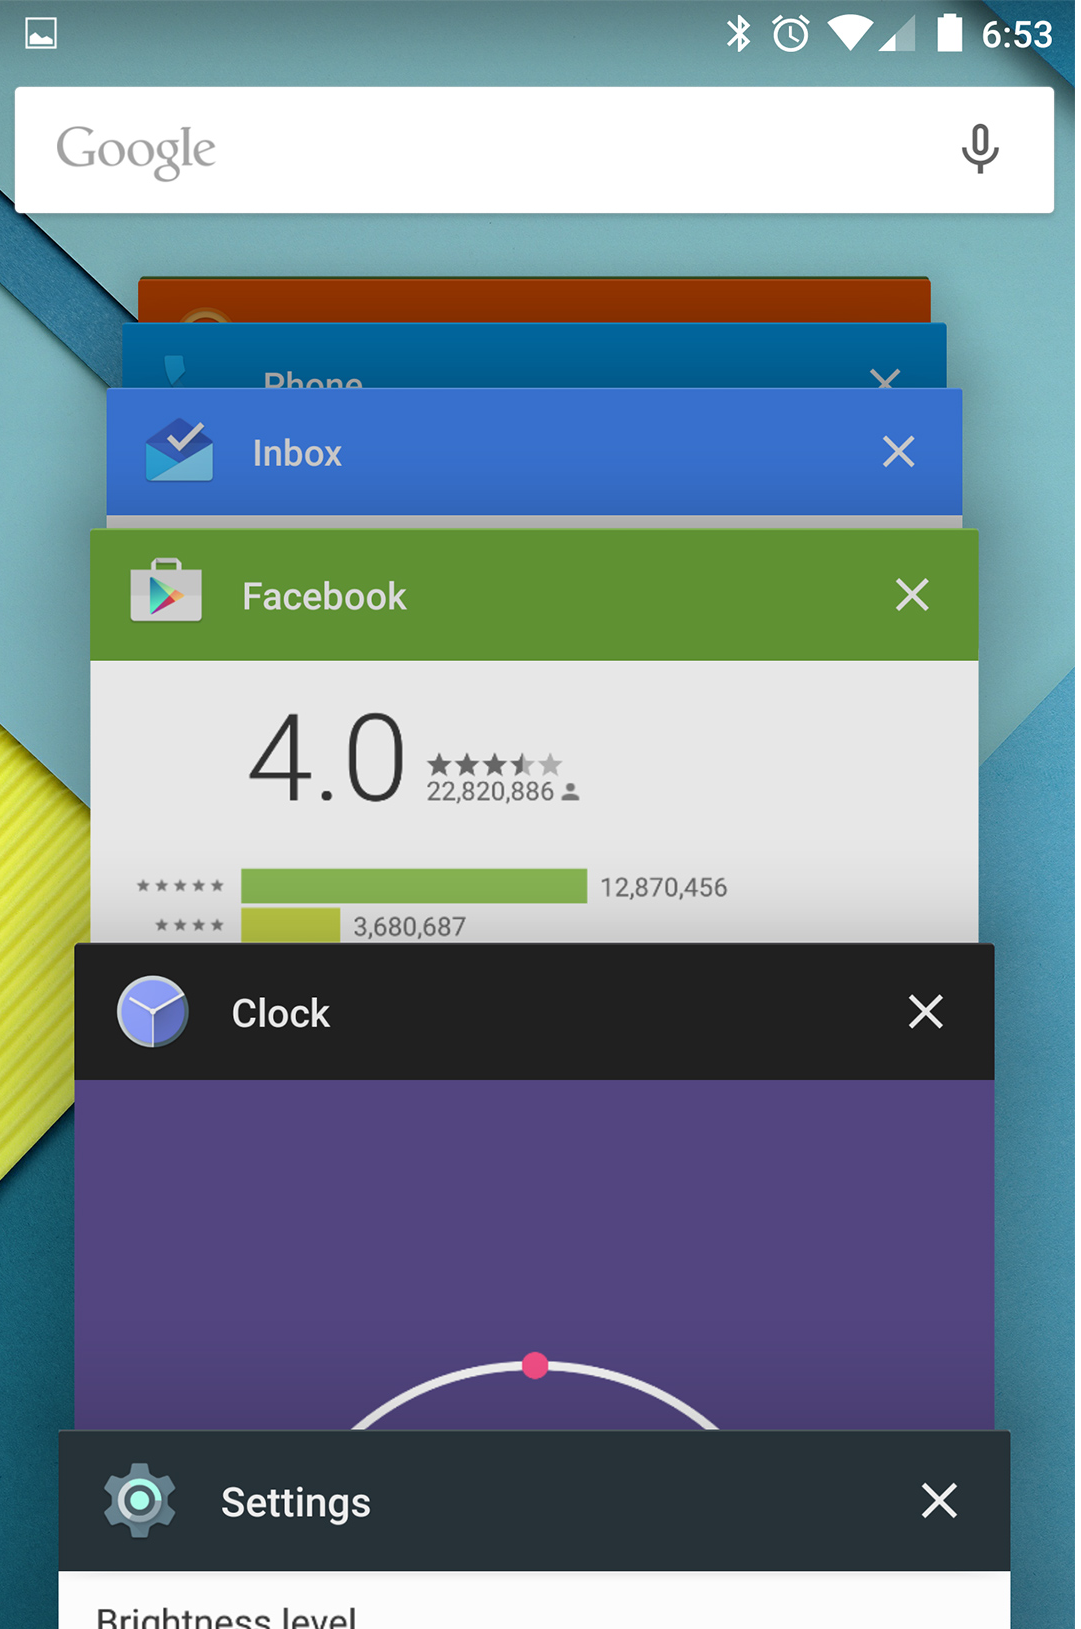 6:53
Google
Phone
Inbox
Facebook
4.0
22,820,886
12,870,456
3,680,687
Clock
Settings
Brightness level